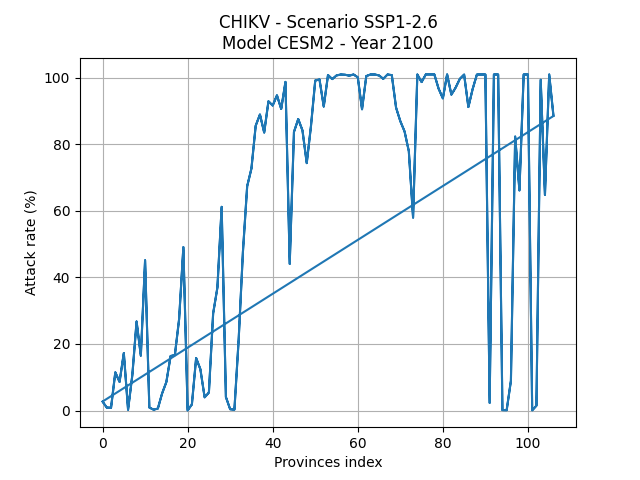 CHIKV - Scenario SSP1-2.6
Model CESM2 - Year 2100
100
80
60
40
20
0
Attack rate (%)
0 20 40 60 80 100
Provinces index